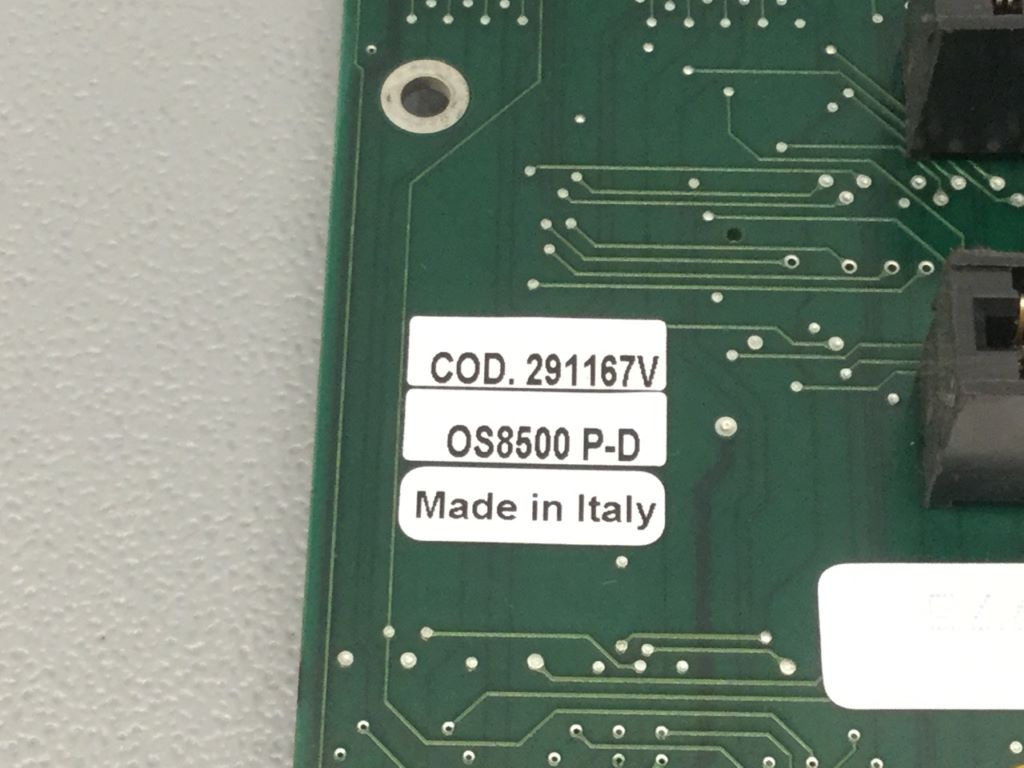 COD. 291167V
OS8500 P-D
Made in Italy